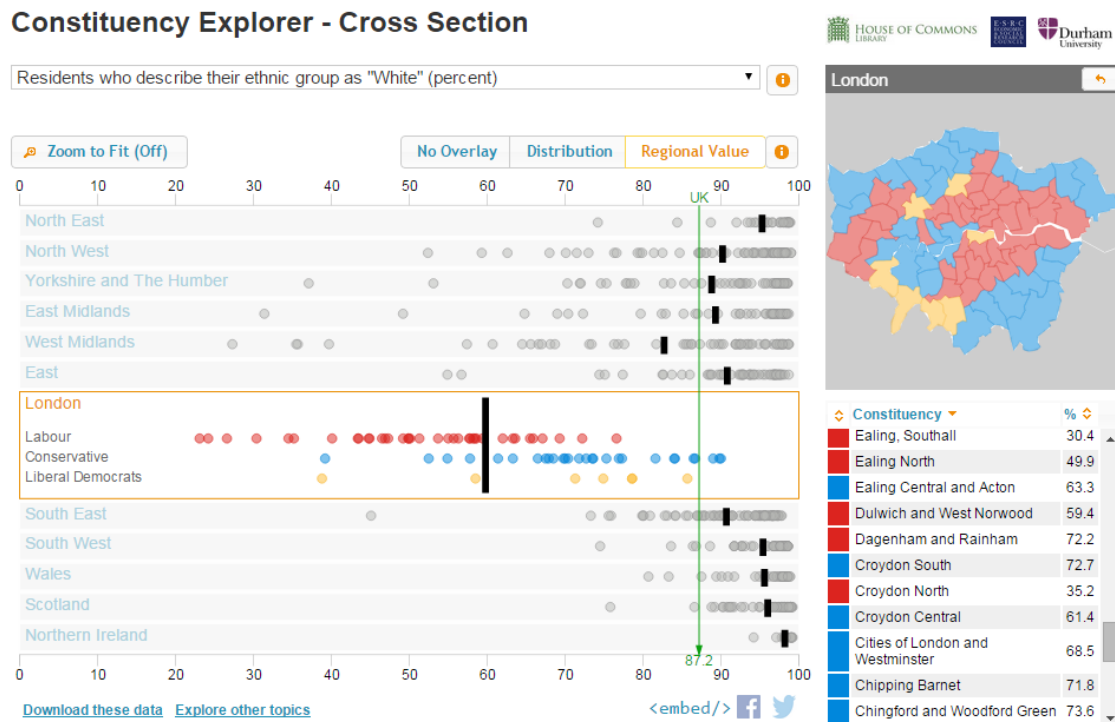 Constituency Explorer - Cross Section
HOUSE OF COMMONS
LIBRARY
E·S·R·C
ECONOMIC
& SOCIAL
RESEARCH
COUNCIL
Durham
University
Residents who describe their ethnic group as "White" (percent)
London
Zoom to Fit (Off)
No Overlay
Distribution
Regional Value
0 10 20 30 40 50 60 70 80 90 100
UK
North East
North West
Yorkshire and The Humber
East Midlands
West Midlands
East
London
Labour
Conservative
Liberal Democrats
South East
South West
Wales
Scotland
Northern Ireland
87.2
0 10 20 30 40 50 60 70 80 90 100
Download these data Explore other topics
<embed/>
Constituency %
Ealing, Southall 30.4
Ealing North 49.9
Ealing Central and Acton 63.3
Dulwich and West Norwood 59.4
Dagenham and Rainham 72.2
Croydon South 72.7
Croydon North 35.2
Croydon Central 61.4
Cities of London and
Westminster 68.5
Chipping Barnet 71.8
Chingford and Woodford Green 73.6